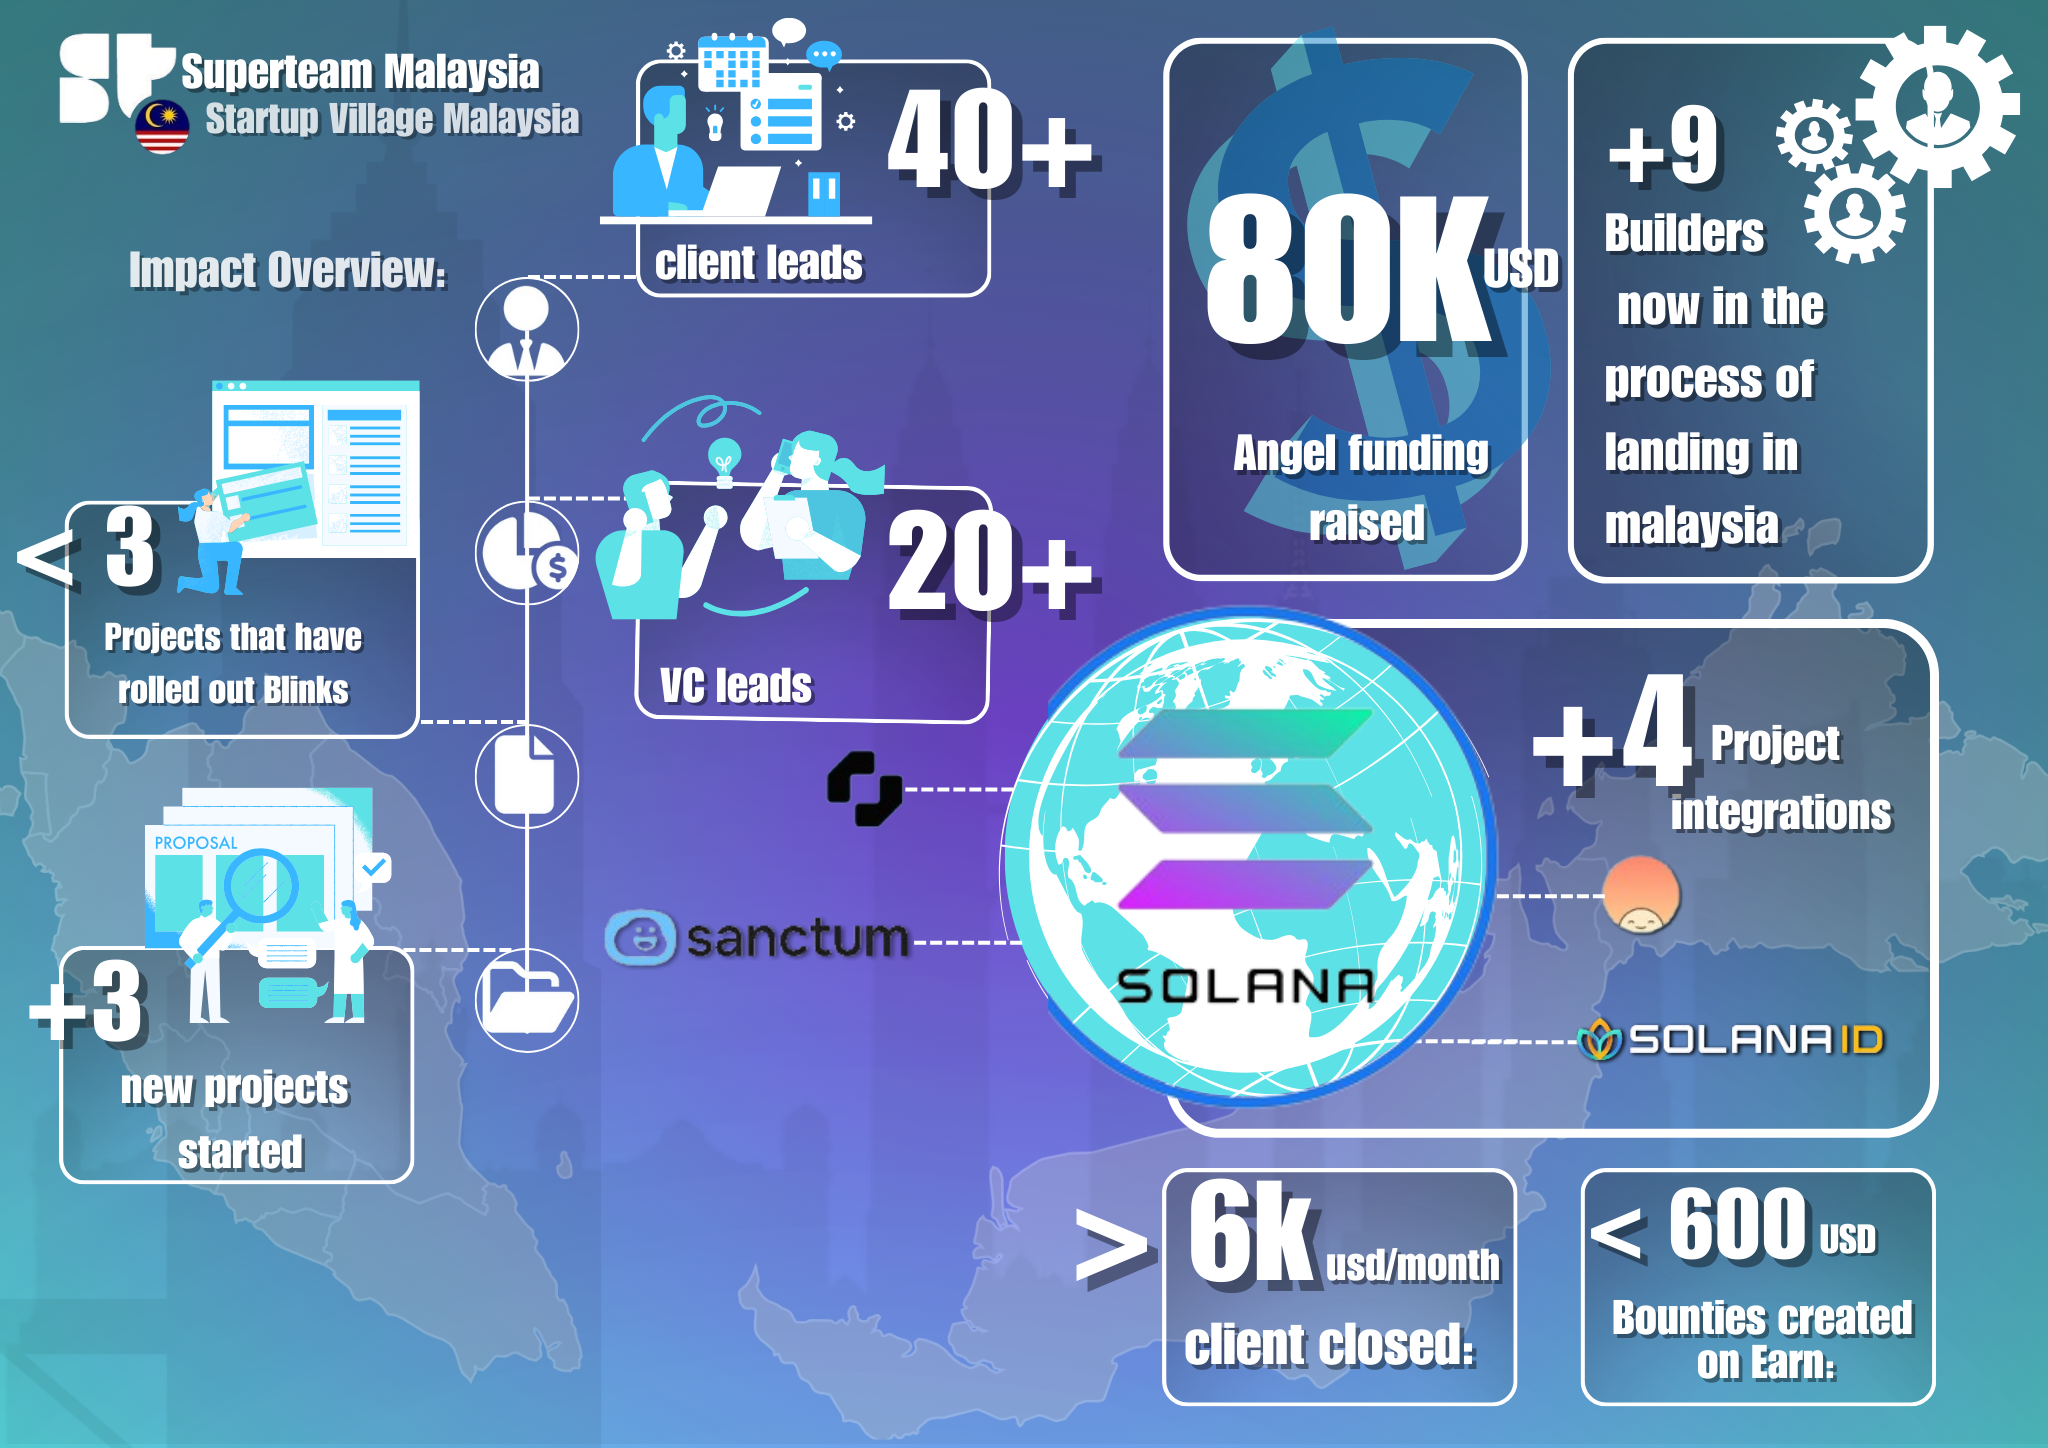 Superteam Malaysia
Startup Village Malaysia
Impact Overview:
40+
client leads
20+
VC leads
< 3
Projects that have
rolled out Blinks
PROPOSAL
+3
new projects
started
80K USD
Angel funding
raised
+9
Builders
now in the
process of
landing in
malaysia
+4 Project
integrations
sanctum
SOLANA
SOLANA ID
> 6k usd/month
client closed:
< 600 USD
Bounties created
on Earn: